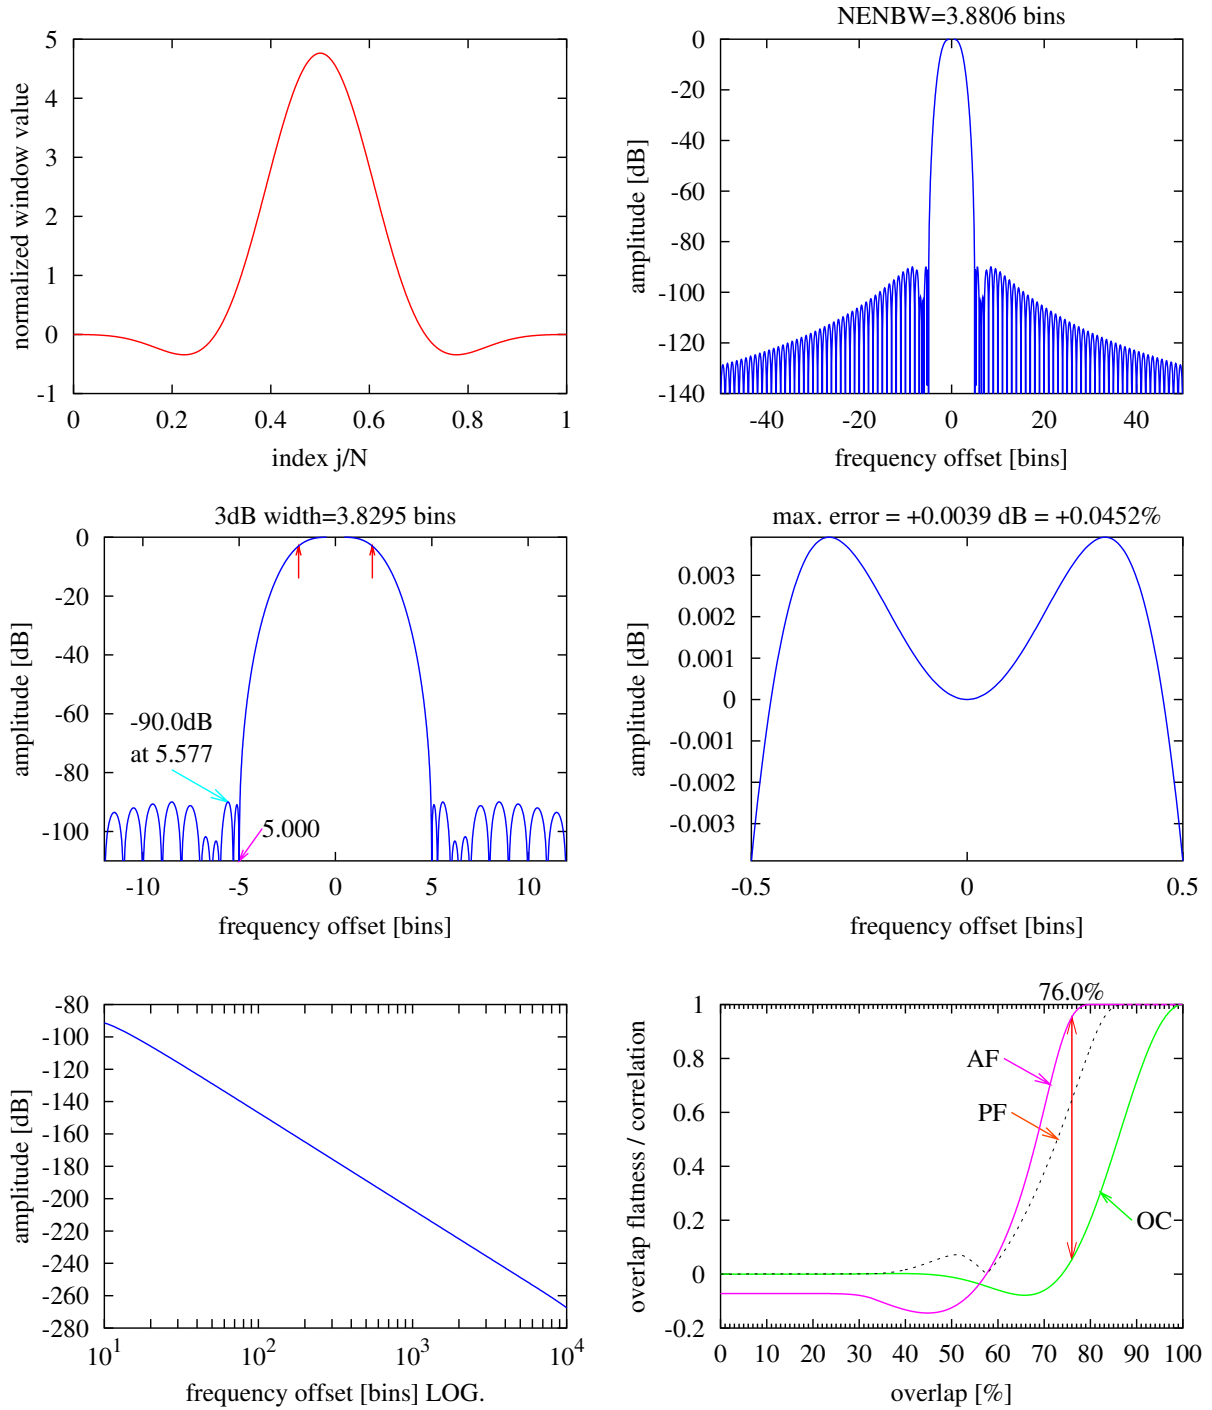 normalized window value
5
4
3
2
1
0
-1
0 0.2 0.4 0.6 0.8 1
index j/N
NENBW=3.8806 bins
amplitude [dB]
0
-20
-40
-60
-80
-100
-120
-140
-40 -20 0 20 40
frequency offset [bins]
3dB width=3.8295 bins
amplitude [dB]
0
-20
-40
-60
-80
-100
-90.0dB
at 5.577
5.000
-10 -5 0 5 10
frequency offset [bins]
max. error = +0.0039 dB = +0.0452%
amplitude [dB]
0.003
0.002
0.001
0
-0.001
-0.002
-0.003
-0.5 0 0.5
frequency offset [bins]
amplitude [dB]
-80
-100
-120
-140
-160
-180
-200
-220
-240
-260
-280
10^1 10^2 10^3 10^4
frequency offset [bins] LOG.
76.0%
overlap flatness / correlation
1
0.8
0.6
0.4
0.2
0
-0.2
AF
PF
OC
0 10 20 30 40 50 60 70 80 90 100
overlap [%]